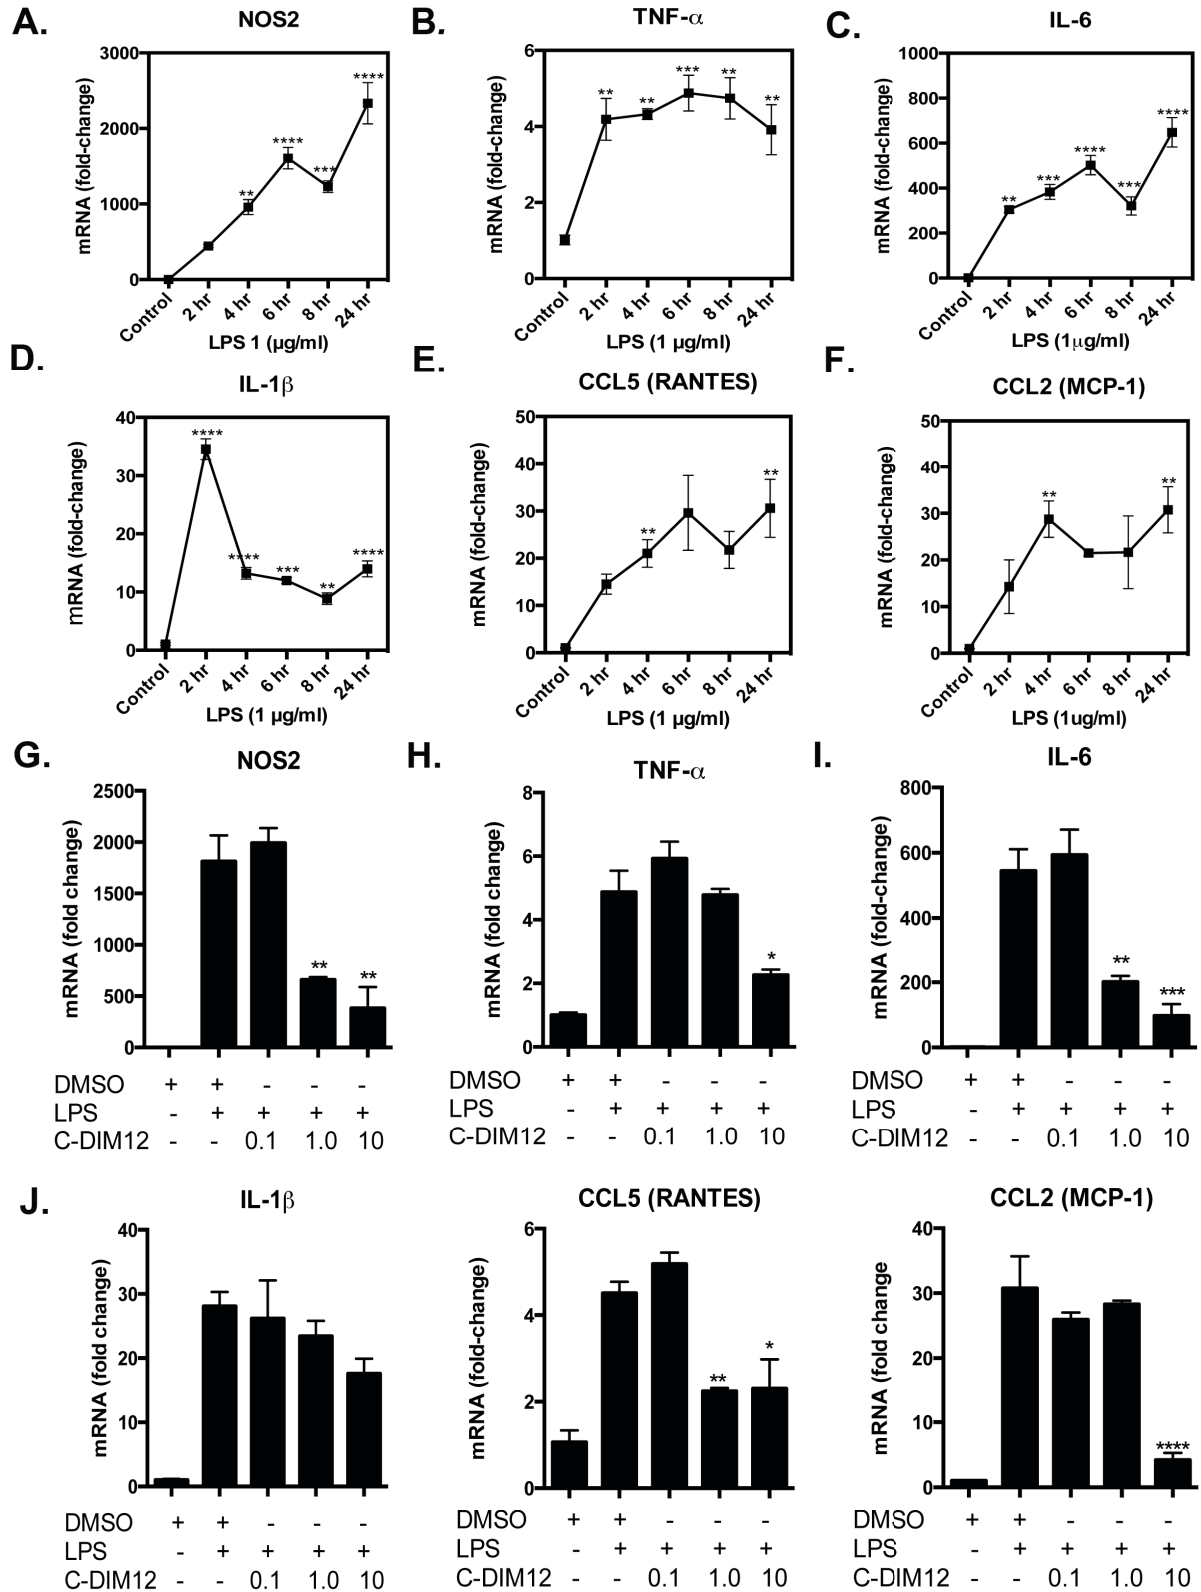 A.
NOS2
mRNA (fold-change)
3000
2000
1000
0
Control
2 hr
4 hr
6 hr
8 hr
24 hr
**
****
***
****
LPS 1 (µg/ml)
B.
TNF-α
mRNA (fold-change)
6
4
2
0
Control
2 hr
4 hr
6 hr
8 hr
24 hr
**
**
***
**
**
LPS (1 µg/ml)
C.
IL-6
mRNA (fold-change)
1000
800
600
400
200
0
Control
2 hr
4 hr
6 hr
8 hr
24 hr
**
***
****
***
****
LPS (1µg/ml)
D.
IL-1β
mRNA (fold-change)
40
30
20
10
0
Control
2 hr
4 hr
6 hr
8 hr
24 hr
****
****
***
**
****
LPS (1 µg/ml)
E.
CCL5 (RANTES)
mRNA (fold-change)
50
40
30
20
10
0
Control
2 hr
4 hr
6 hr
8 hr
24 hr
**
**
LPS (1 µg/ml)
F.
CCL2 (MCP-1)
mRNA (fold-change)
50
40
30
20
10
0
Control
2 hr
4 hr
6 hr
8 hr
24 hr
**
**
LPS (1ug/ml)
G.
NOS2
mRNA (fold change)
2500
2000
1500
1000
500
0
**
**
DMSO + + - - -
LPS - + + + +
C-DIM12 - - 0.1 1.0 10
H.
TNF-α
mRNA (fold change)
8
6
4
2
0
*
DMSO + + - - -
LPS - + + + +
C-DIM12 - - 0.1 1.0 10
I.
IL-6
mRNA (fold-change)
800
600
400
200
0
**
***
DMSO + + - - -
LPS - + + + +
C-DIM12 - - 0.1 1.0 10
J.
IL-1β
mRNA (fold change)
40
30
20
10
0
DMSO + + - - -
LPS - + + + +
C-DIM12 - - 0.1 1.0 10
CCL5 (RANTES)
mRNA (fold-change)
6
4
2
0
**
*
DMSO + + - - -
LPS - + + + +
C-DIM12 - - 0.1 1.0 10
CCL2 (MCP-1)
mRNA (fold change
40
30
20
10
0
****
DMSO + + - - -
LPS - + + + +
C-DIM12 - - 0.1 1.0 10